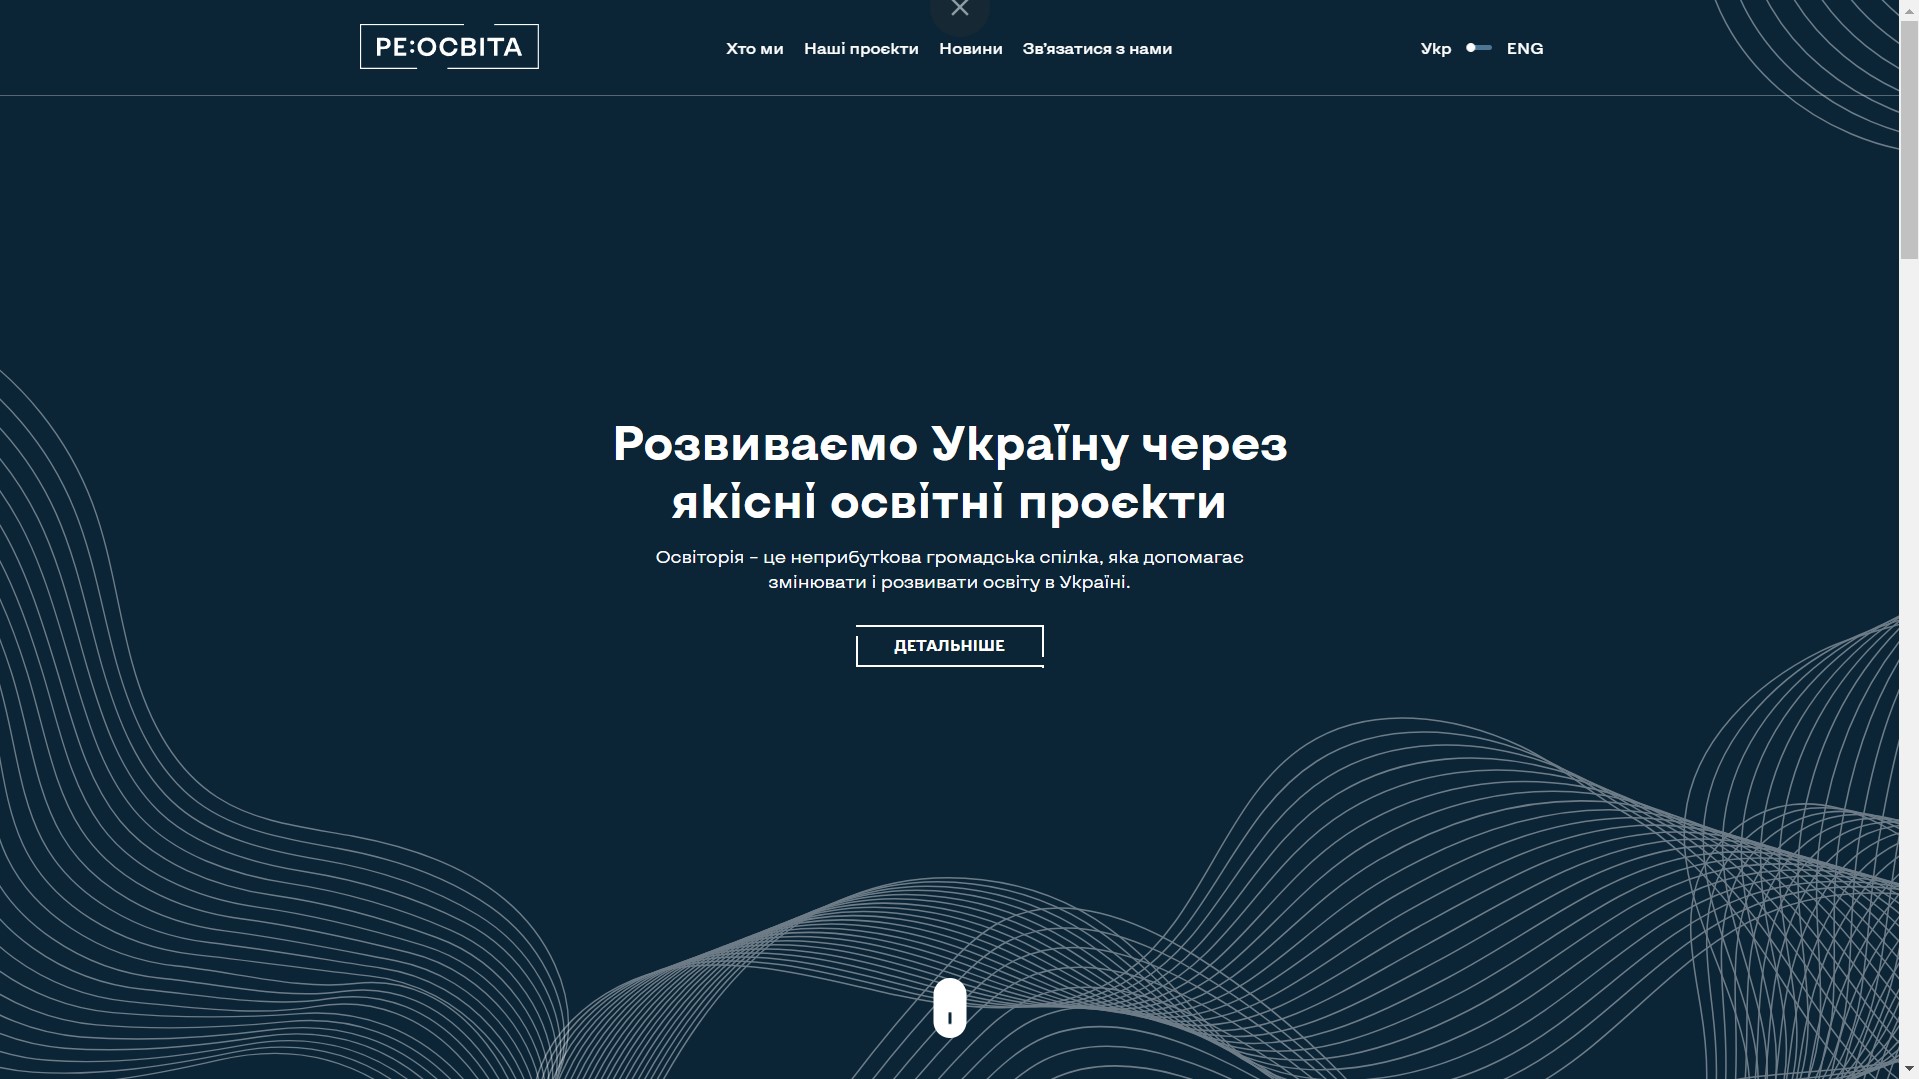 РЕ:ОСВІТА
Хто ми Наші проєкти Новини Зв'язатися з нами
Укр ENG
Розвиваємо Україну через
якісні освітні проєкти
Освіторія – це неприбуткова громадська спілка, яка допомагає
змінювати і розвивати освіту в Україні.
ДЕТАЛЬНІШЕ